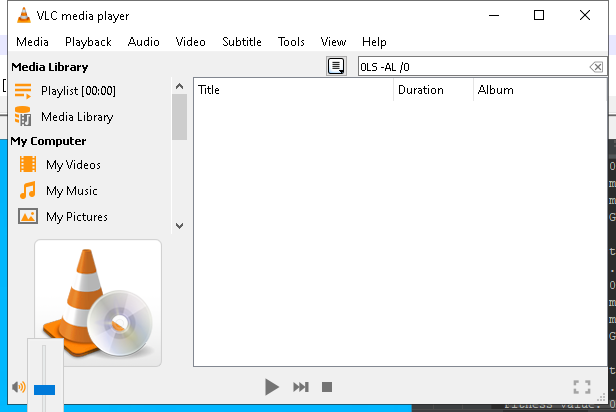 VLC media player
Media Playback Audio Video Subtitle Tools View Help
Media Library
0LS -AL /0
Playlist [00:00]
Title Duration Album
Media Library
My Computer
My Videos
My Music
My Pictures
Fitness value: 0